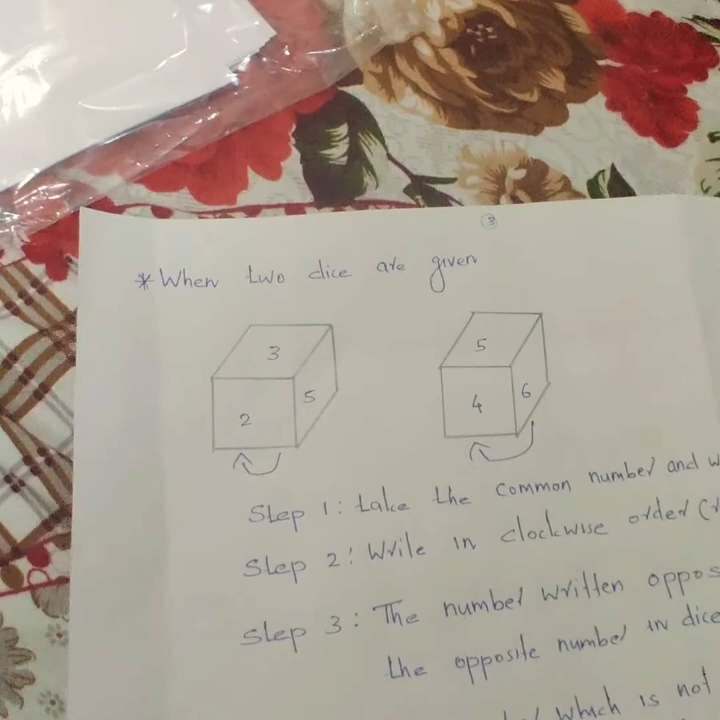 3
* When two dice are given
3
5
2
5
4
6
Step 1: take the common number and
Step 2: Write in clockwise order
Step 3: The number written
the opposite number in dice
which is not